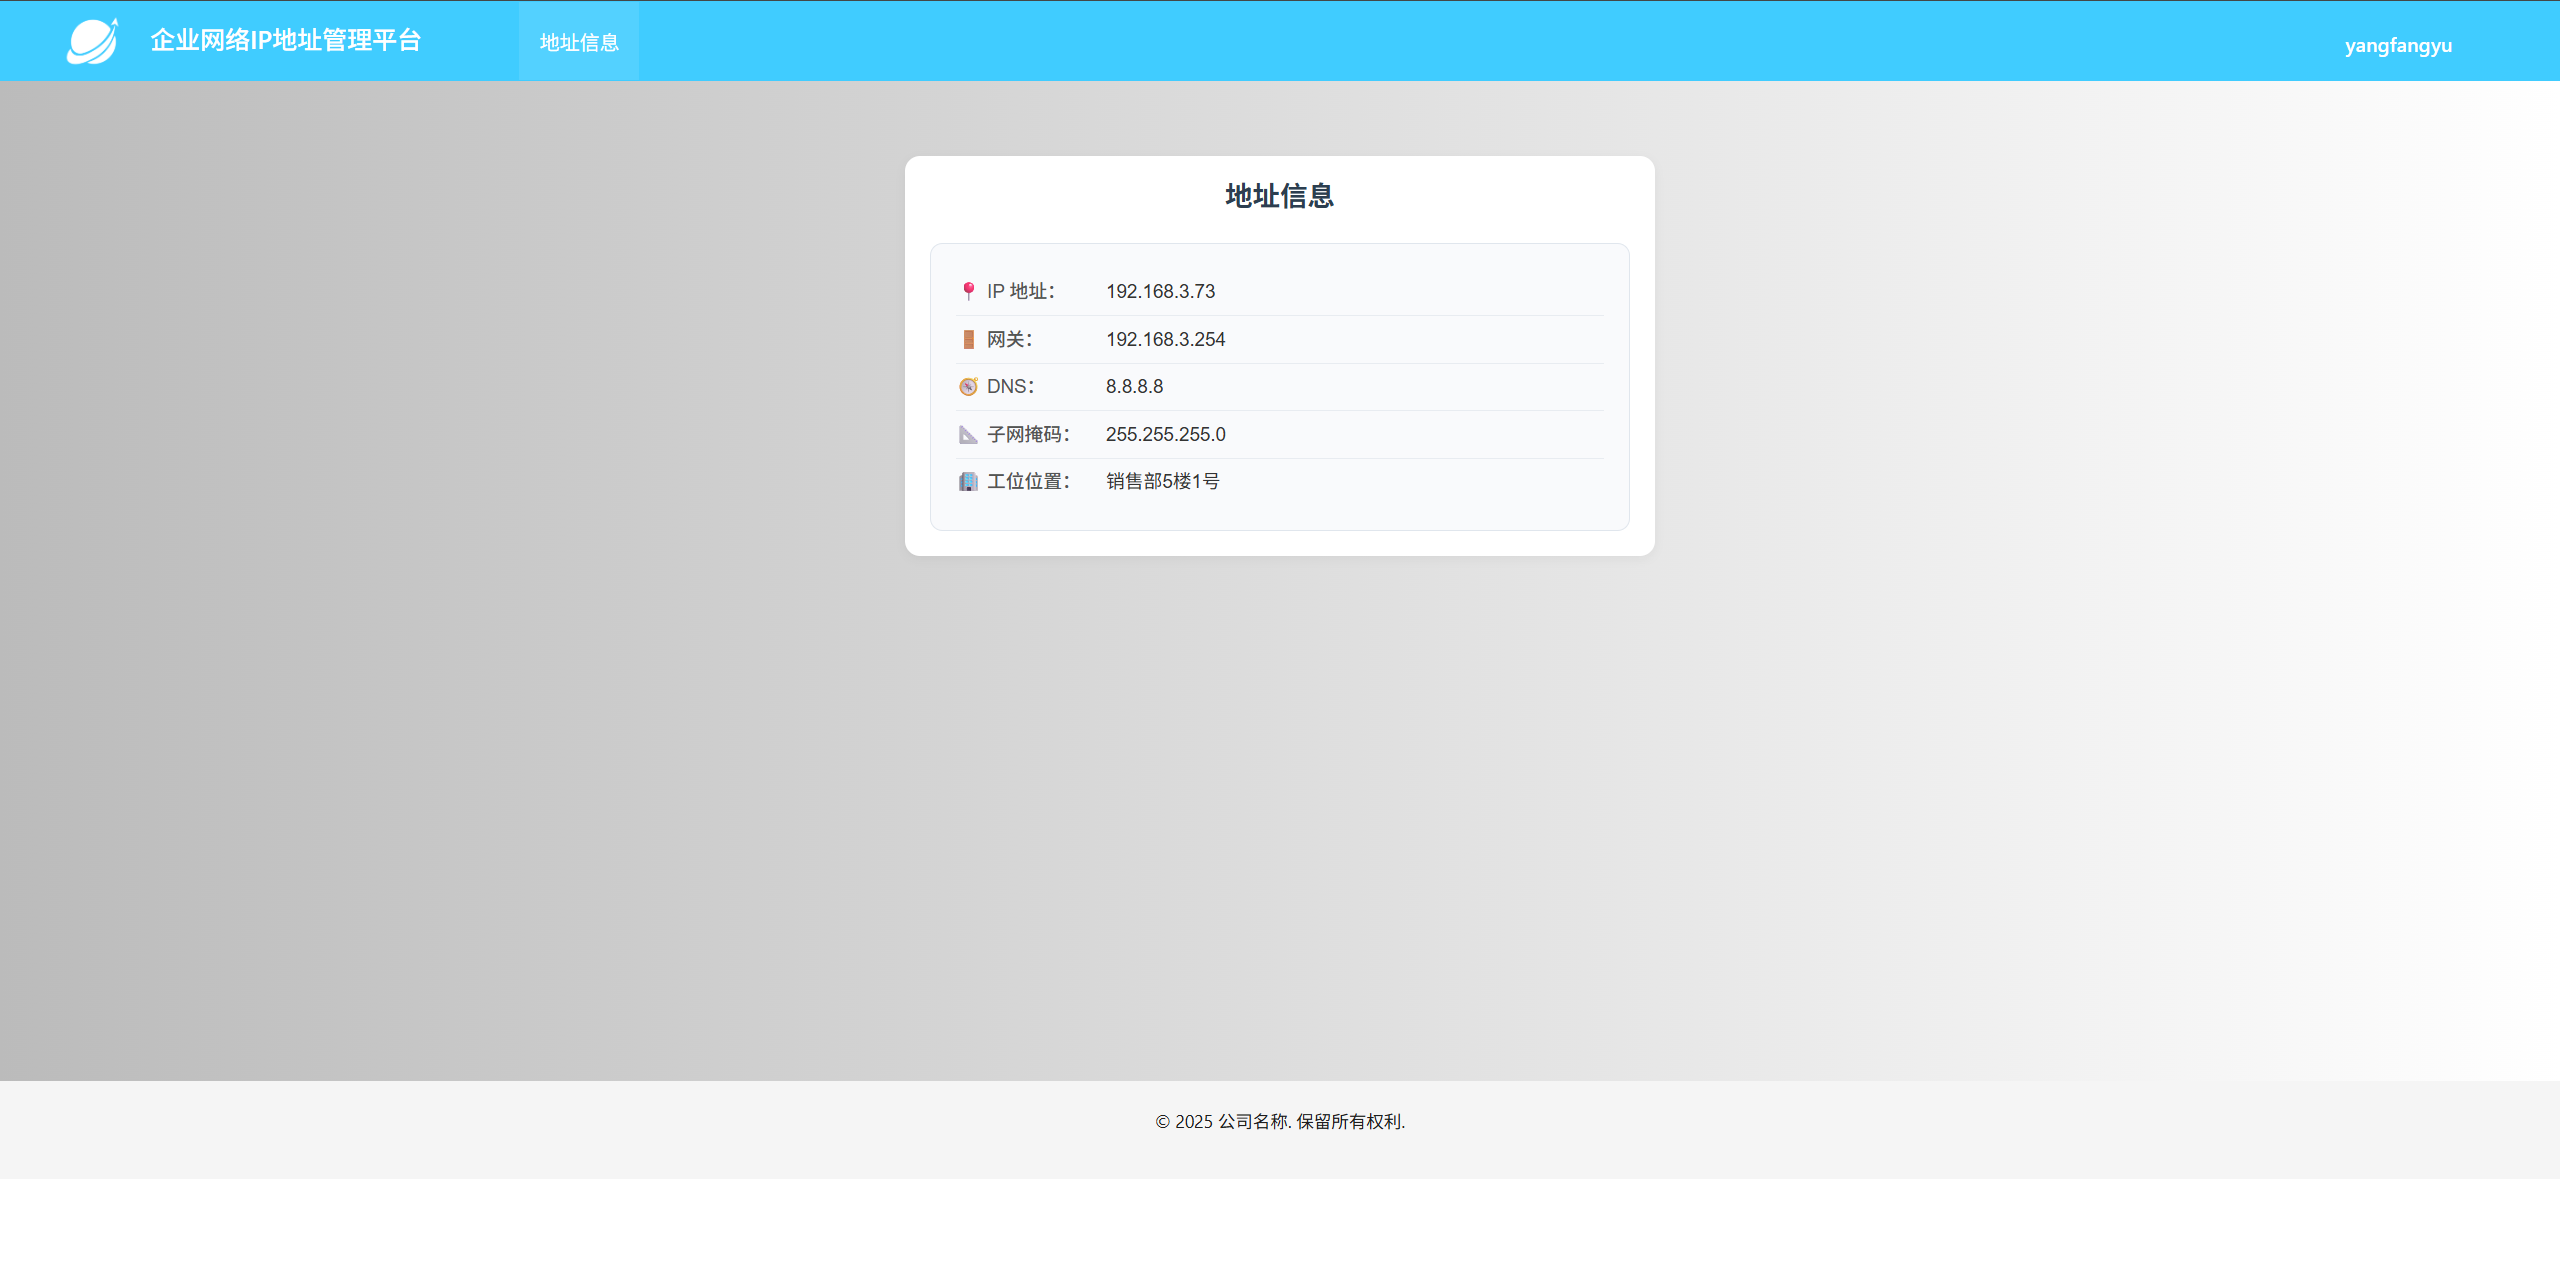 企业网络IP地址管理平台
地址信息
yangfangyu
地址信息
IP 地址： 192.168.3.73
网关： 192.168.3.254
DNS： 8.8.8.8
子网掩码： 255.255.255.0
工位位置： 销售部5楼1号
© 2025 公司名称. 保留所有权利.